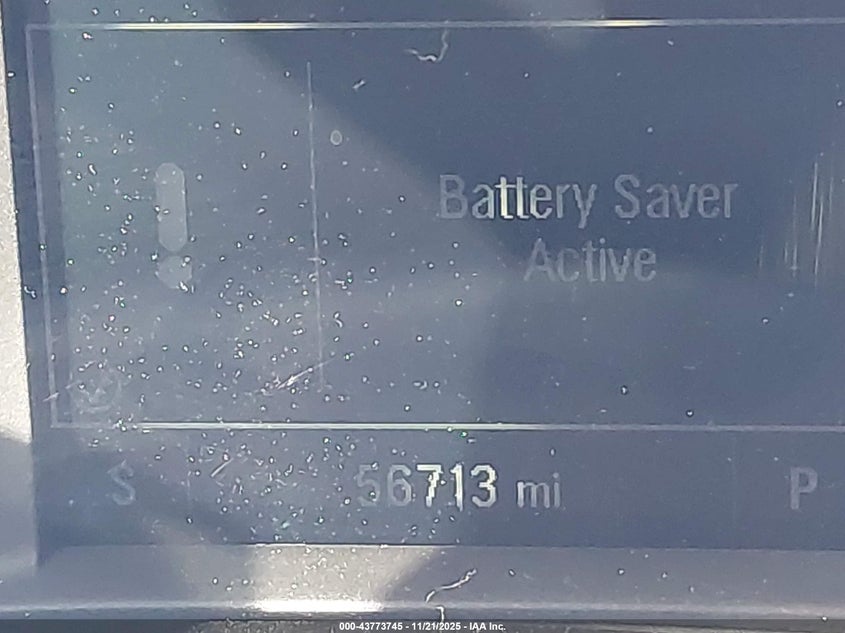 Battery Saver
Active
S
56713 mi
P
000-43773745 - 11/21/2025 - IAA Inc.